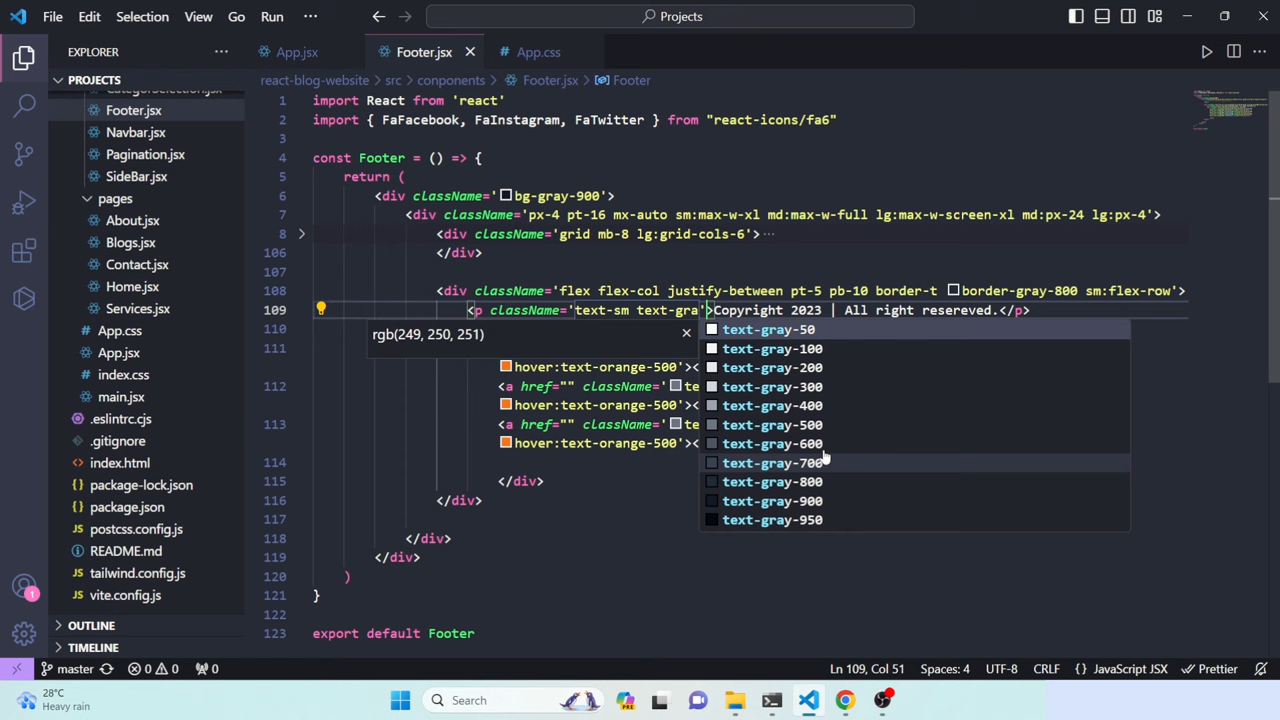 File Edit Selection View Go Run ··· Projects
EXPLORER ··· App.jsx Footer.jsx App.css
PROJECTS
react-blog-website > src > conponents > Footer.jsx > Footer
CategorSelection.jsx
Footer.jsx
Navbar.jsx
Pagination.jsx
SideBar.jsx
pages
About.jsx
Blogs.jsx
Contact.jsx
Home.jsx
Services.jsx
App.css
App.jsx
index.css
main.jsx
.eslintrc.cjs
.gitignore
index.html
package-lock.json
package.json
postcss.config.js
README.md
tailwind.config.js
vite.config.js
OUTLINE
TIMELINE
1 import React from 'react'
2 import { FaFacebook, FaInstagram, FaTwitter } from "react-icons/fa6"
3
4 const Footer = () => {
5 return (
6 <div className='bg-gray-900'>
7 <div className='px-4 pt-16 mx-auto sm:max-w-xl md:max-w-full lg:max-w-screen-xl md:px-24 lg:px-4'>
8 <div className='grid mb-8 lg:grid-cols-6'>···
106 </div>
107
108 <div className='flex flex-col justify-between pt-5 pb-10 border-t border-gray-800 sm:flex-row'>
109 <p className='text-sm text-gra'>Copyright 2023 | All right resereved.</p>
110
rgb(249, 250, 251)
111
hover:text-orange-500'><
112 <a href="" className='te
hover:text-orange-500'><
113 <a href="" className='te
hover:text-orange-500'><
114
115 </div>
116 </div>
117
118 </div>
119 </div>
120 )
121 }
122
123 export default Footer
text-gray-50
text-gray-100
text-gray-200
text-gray-300
text-gray-400
text-gray-500
text-gray-600
text-gray-700
text-gray-800
text-gray-900
text-gray-950
master 0 0 0 Ln 109, Col 51 Spaces: 4 UTF-8 CRLF {} JavaScript JSX Prettier
28°C
Heavy rain
Search
PRE
1